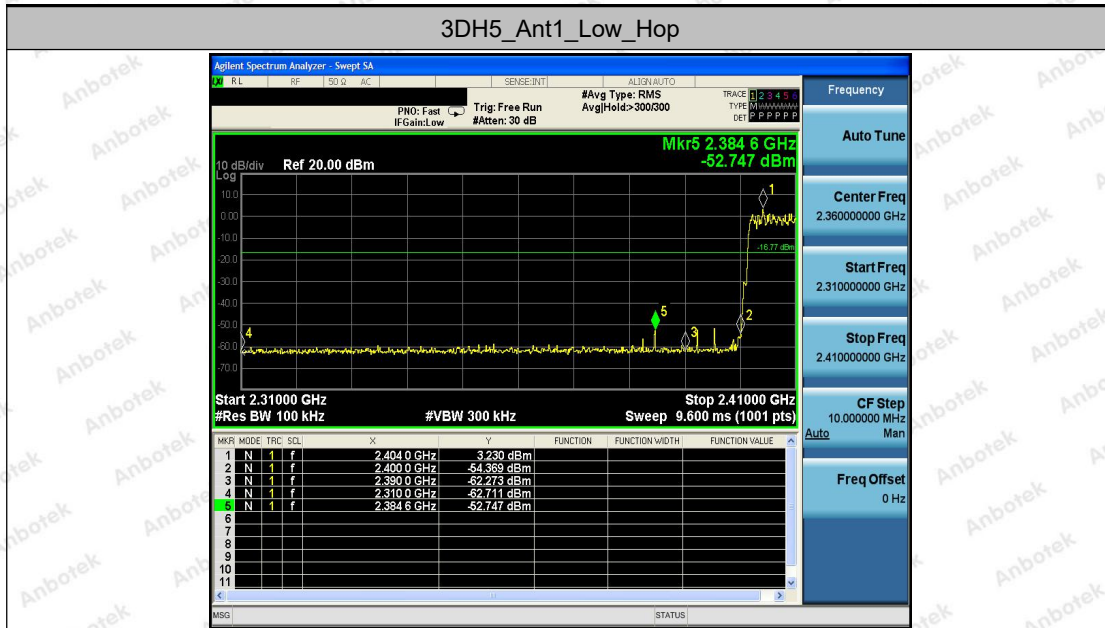 3DH5_Ant1_Low_Hop
Agilent Spectrum Analyzer - Swept SA
RL RF 50 Ω AC SENSE:INT ALIGN AUTO
#Avg Type: RMS
TRACE 1 2 3 4 5 6
PNO: Fast Trig: Free Run Avg|Hold:>300/300
TYPE M W W W W W
IFGain:Low #Atten: 30 dB
DET P P P P P P
Mkr5 2.384 6 GHz
-52.747 dBm
10 dB/div Ref 20.00 dBm
Log
10.0
0.00
-10.0
-20.0
-30.0
-40.0
-50.0
-60.0
-70.0
-16.77 dBm
1
2
3
4
5
Start 2.31000 GHz Stop 2.41000 GHz
#Res BW 100 kHz #VBW 300 kHz Sweep 9.600 ms (1001 pts)
MKR MODE TRC SCL X Y FUNCTION FUNCTION WIDTH FUNCTION VALUE
1 N 1 f 2.404 0 GHz 3.230 dBm
2 N 1 f 2.400 0 GHz -54.369 dBm
3 N 1 f 2.390 0 GHz -62.273 dBm
4 N 1 f 2.310 0 GHz -62.711 dBm
5 N 1 f 2.384 6 GHz -52.747 dBm
6
7
8
9
10
11
MSG STATUS
Frequency
Auto Tune
Center Freq
2.360000000 GHz
Start Freq
2.310000000 GHz
Stop Freq
2.410000000 GHz
CF Step
10.000000 MHz
Auto Man
Freq Offset
0 Hz
Anbotek